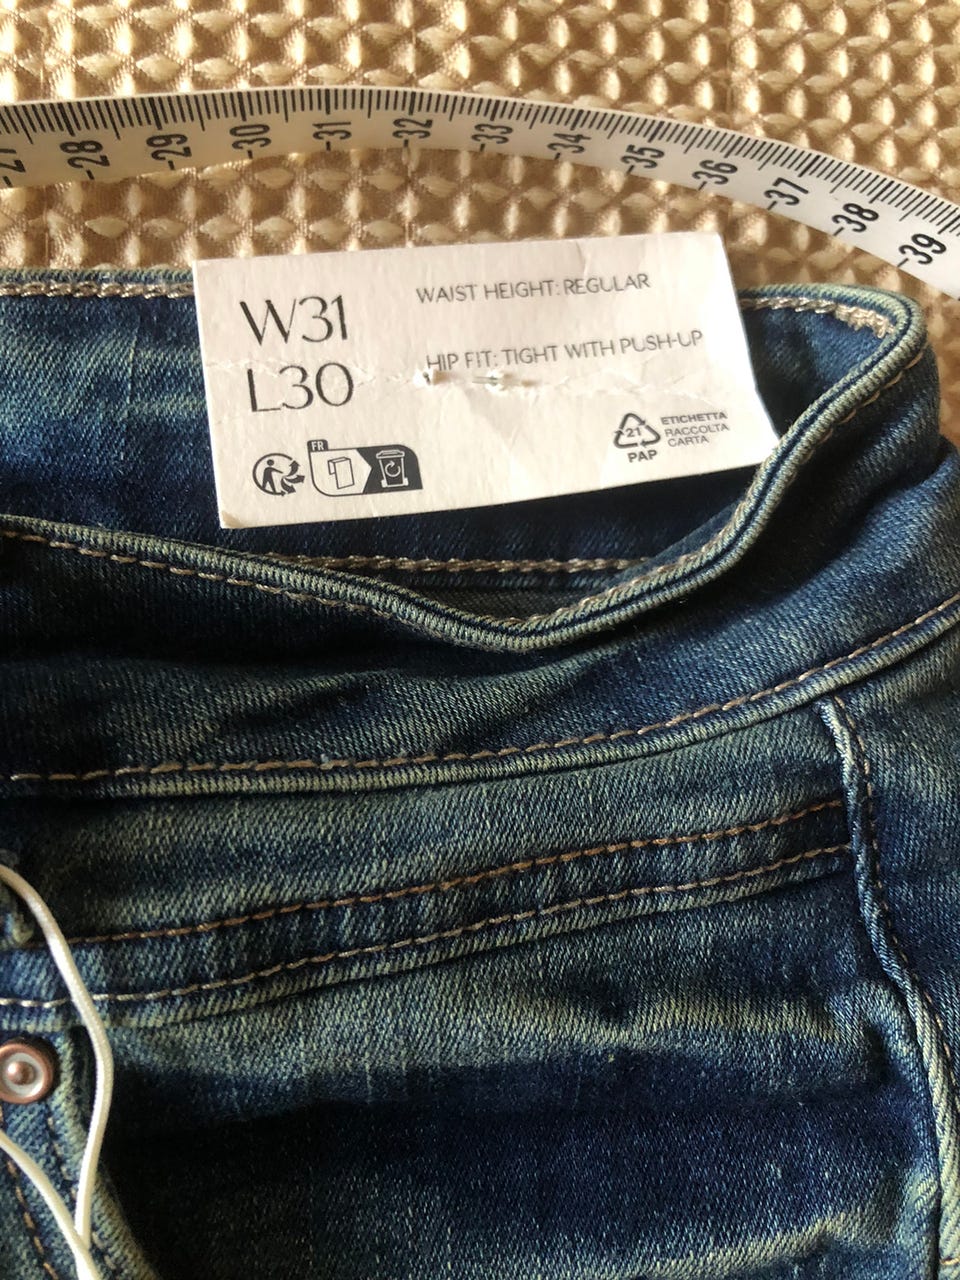 27 28 29 30 31 32 33 34 35 36 37 38 39
W31
L30
WAIST HEIGHT: REGULAR
HIP FIT: TIGHT WITH PUSH-UP
FR
21
PAP
ETICHETTA
RACCOLTA
CARTA